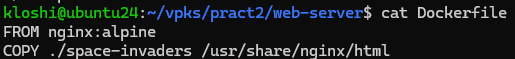 kloshi@ubuntu24:~/vpks/pract2/web-server$ cat Dockerfile
FROM nginx:alpine
COPY ./space-invaders /usr/share/nginx/html